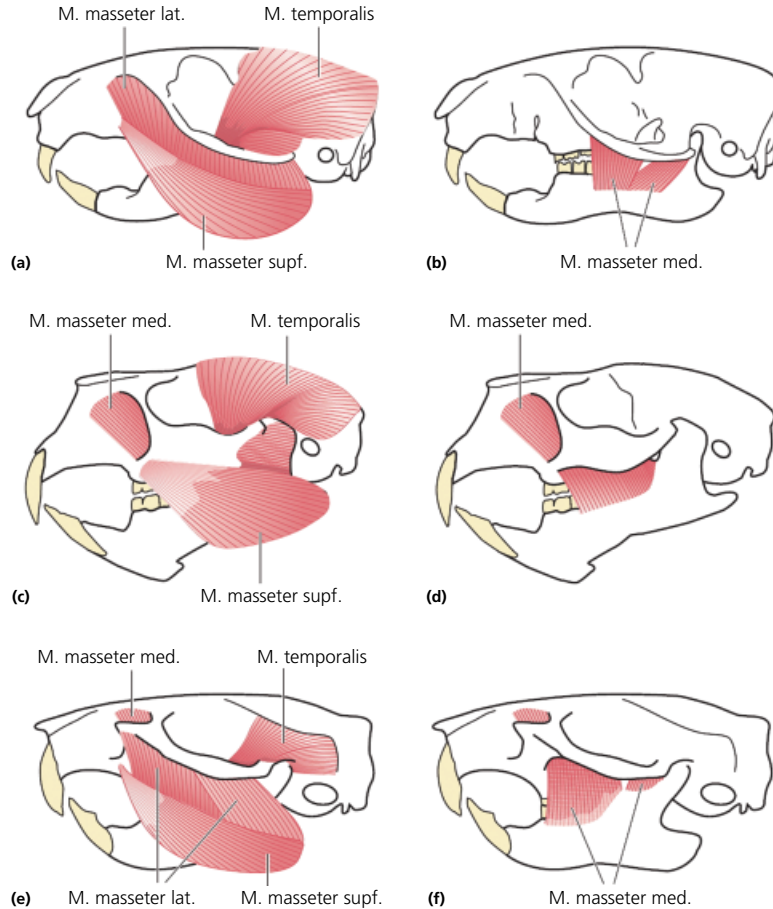 M. masseter lat. M. temporalis
(a) M. masseter supf. (b) M. masseter med.
M. masseter med. M. temporalis M. masseter med.
(c) M. masseter supf. (d)
M. masseter med. M. temporalis
(e) M. masseter lat. M. masseter supf. (f) M. masseter med.